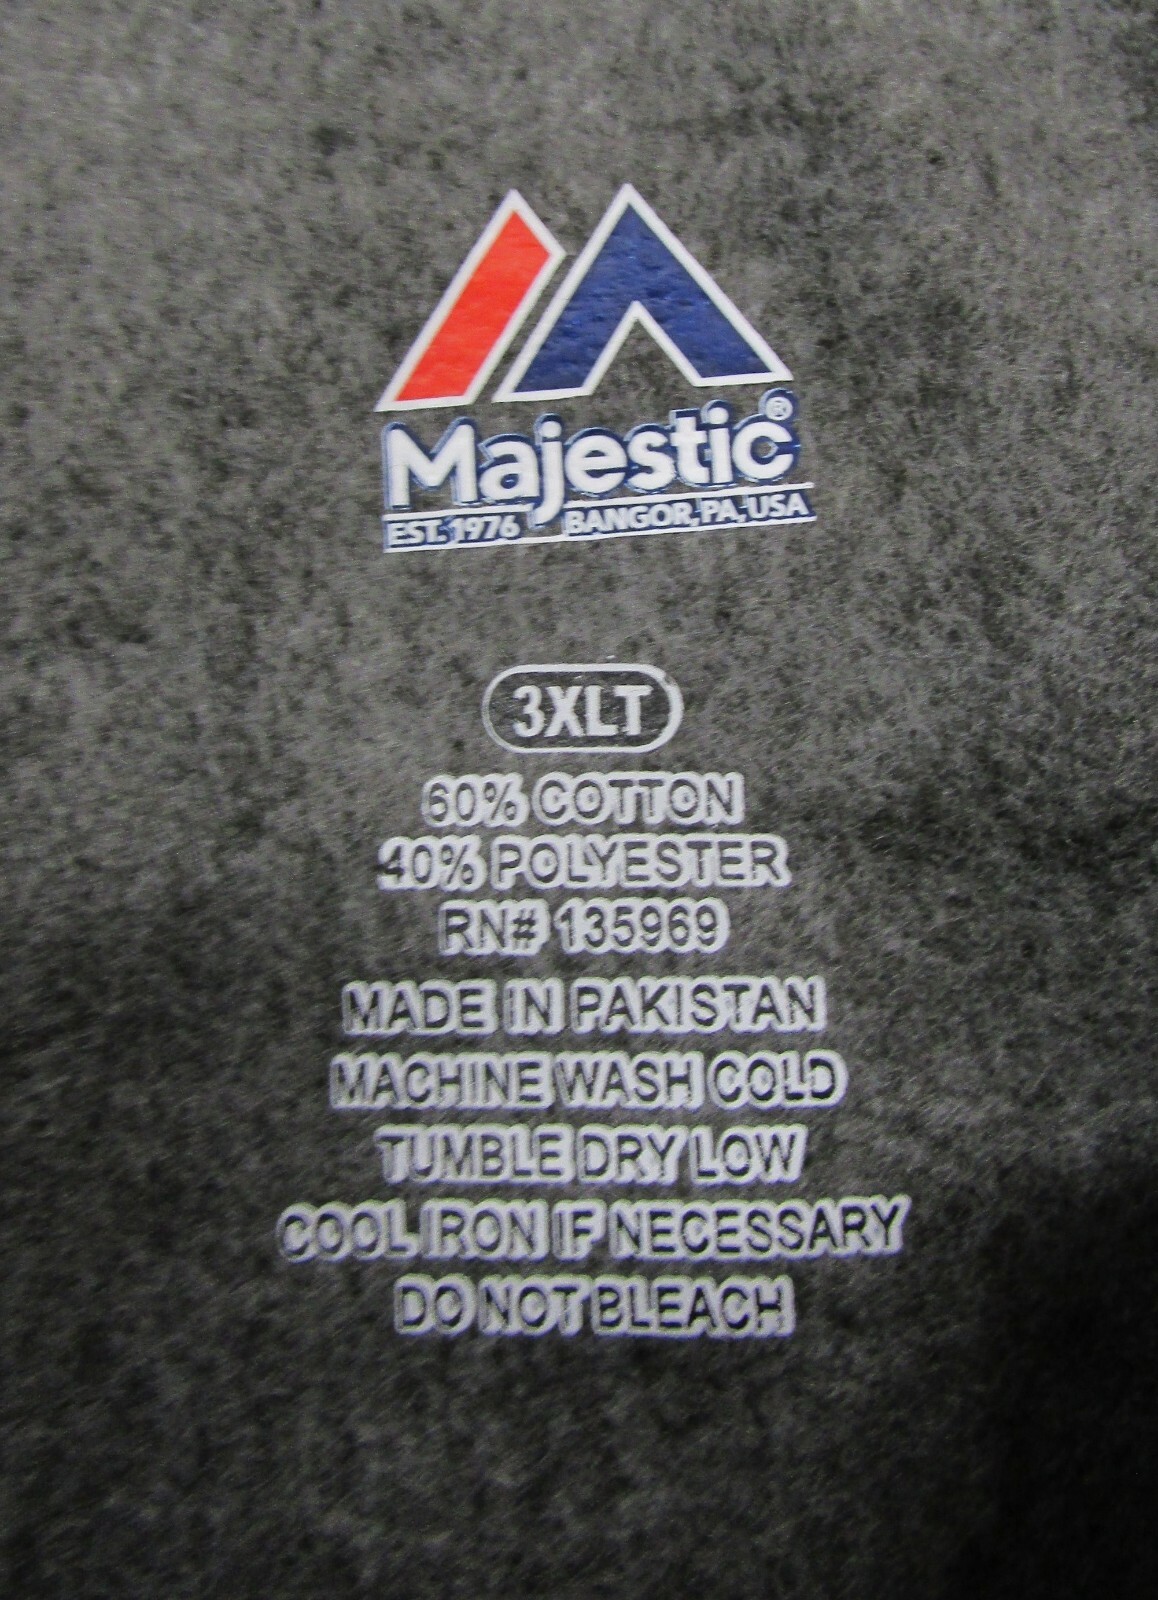 Majestic®
EST. 1976 BANGOR, PA, USA
3XLT
60% COTTON
40% POLYESTER
RN# 135969
MADE IN PAKISTAN
MACHINE WASH COLD
TUMBLE DRY LOW
COOL IRON IF NECESSARY
DO NOT BLEACH